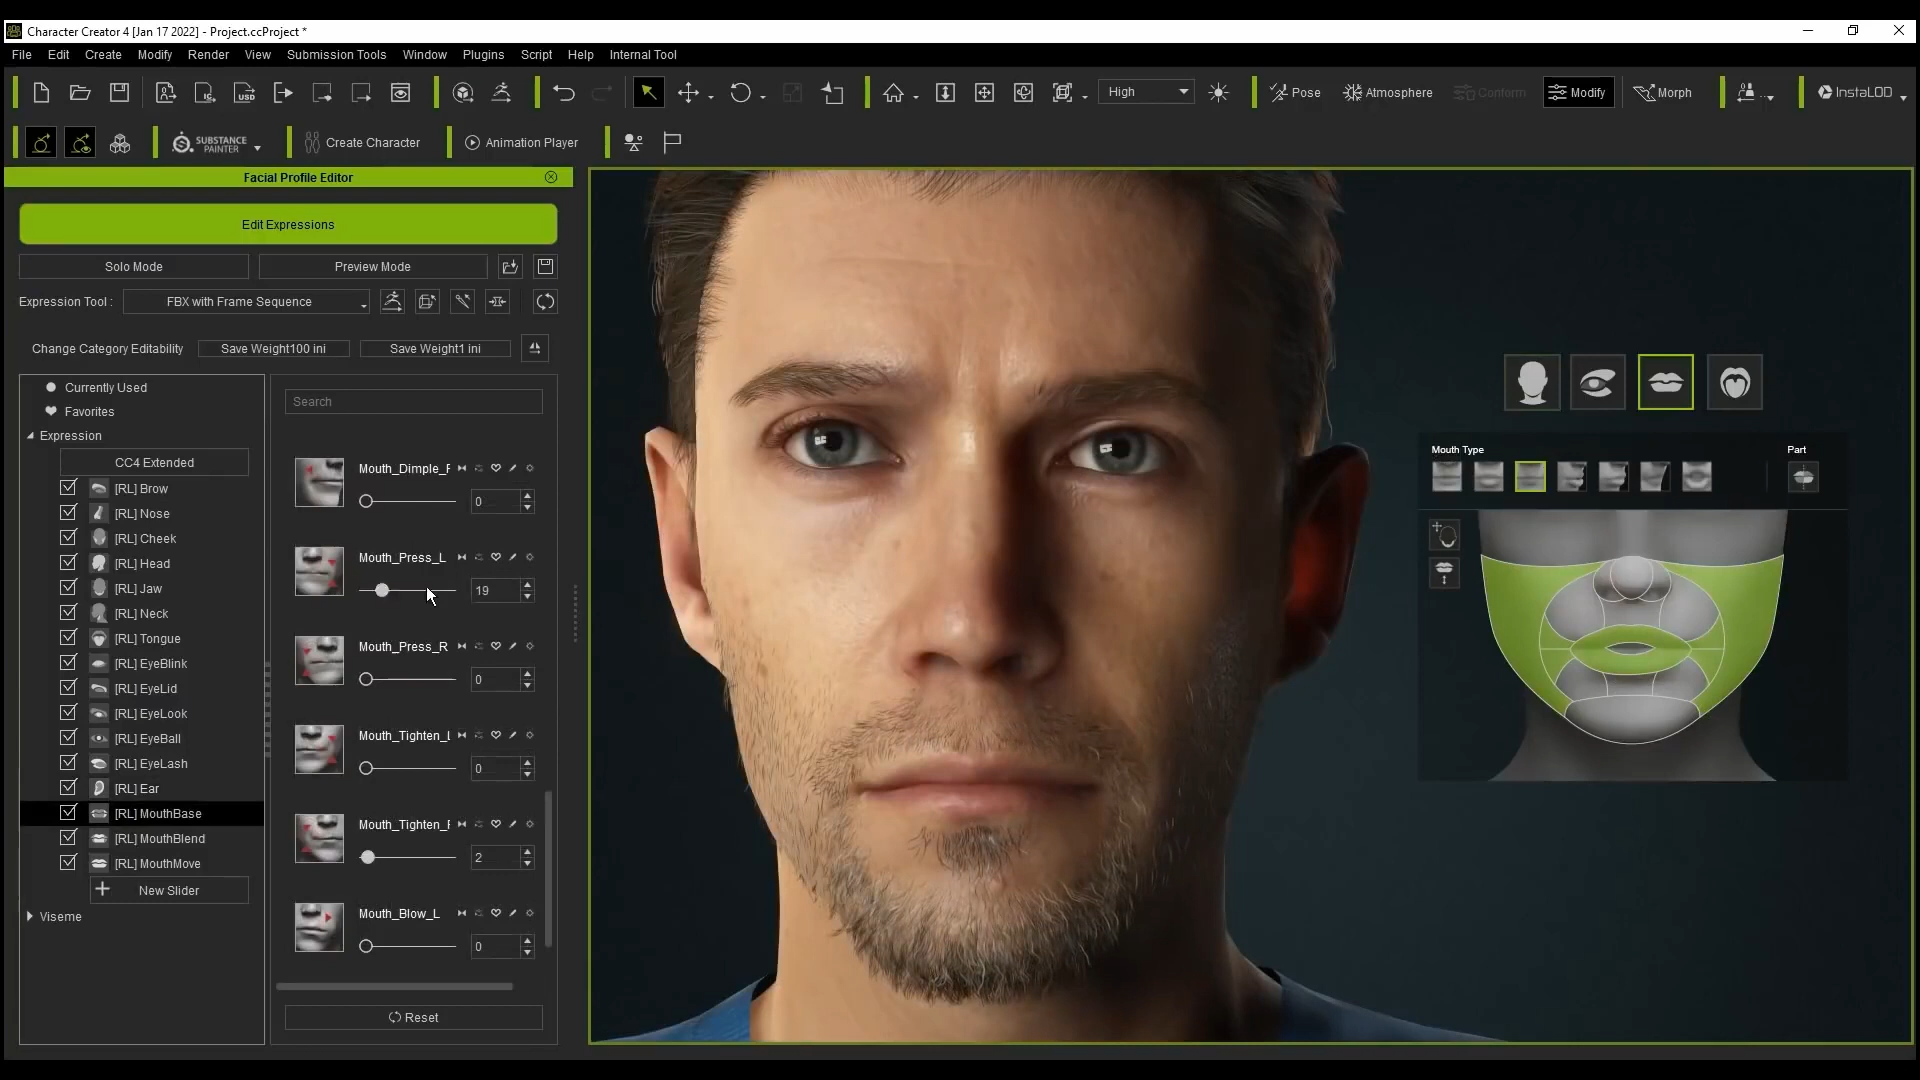 Character Creator 4 [Jan 17 2022] - Project.ccProject *
File Edit Create Modify Render View Submission Tools Window Plugins Script Help Internal Tool
IC USD High Pose Atmosphere Conform Modify Morph InstaLOD
SUBSTANCE PAINTER Create Character Animation Player
Facial Profile Editor
Edit Expressions
Solo Mode Preview Mode
Expression Tool : FBX with Frame Sequence
Change Category Editability Save Weight100 ini Save Weight1 ini
Currently Used
Favorites
Expression
CC4 Extended
[RL] Brow
[RL] Nose
[RL] Cheek
[RL] Head
[RL] Jaw
[RL] Neck
[RL] Tongue
[RL] EyeBlink
[RL] EyeLid
[RL] EyeLook
[RL] EyeBall
[RL] EyeLash
[RL] Ear
[RL] MouthBase
[RL] MouthBlend
[RL] MouthMove
New Slider
Viseme
Search
Mouth_Dimple_
0
Mouth_Press_L
19
Mouth_Press_R
0
Mouth_Tighten_
0
Mouth_Tighten_
2
Mouth_Blow_L
0
Reset
Mouth Type Part